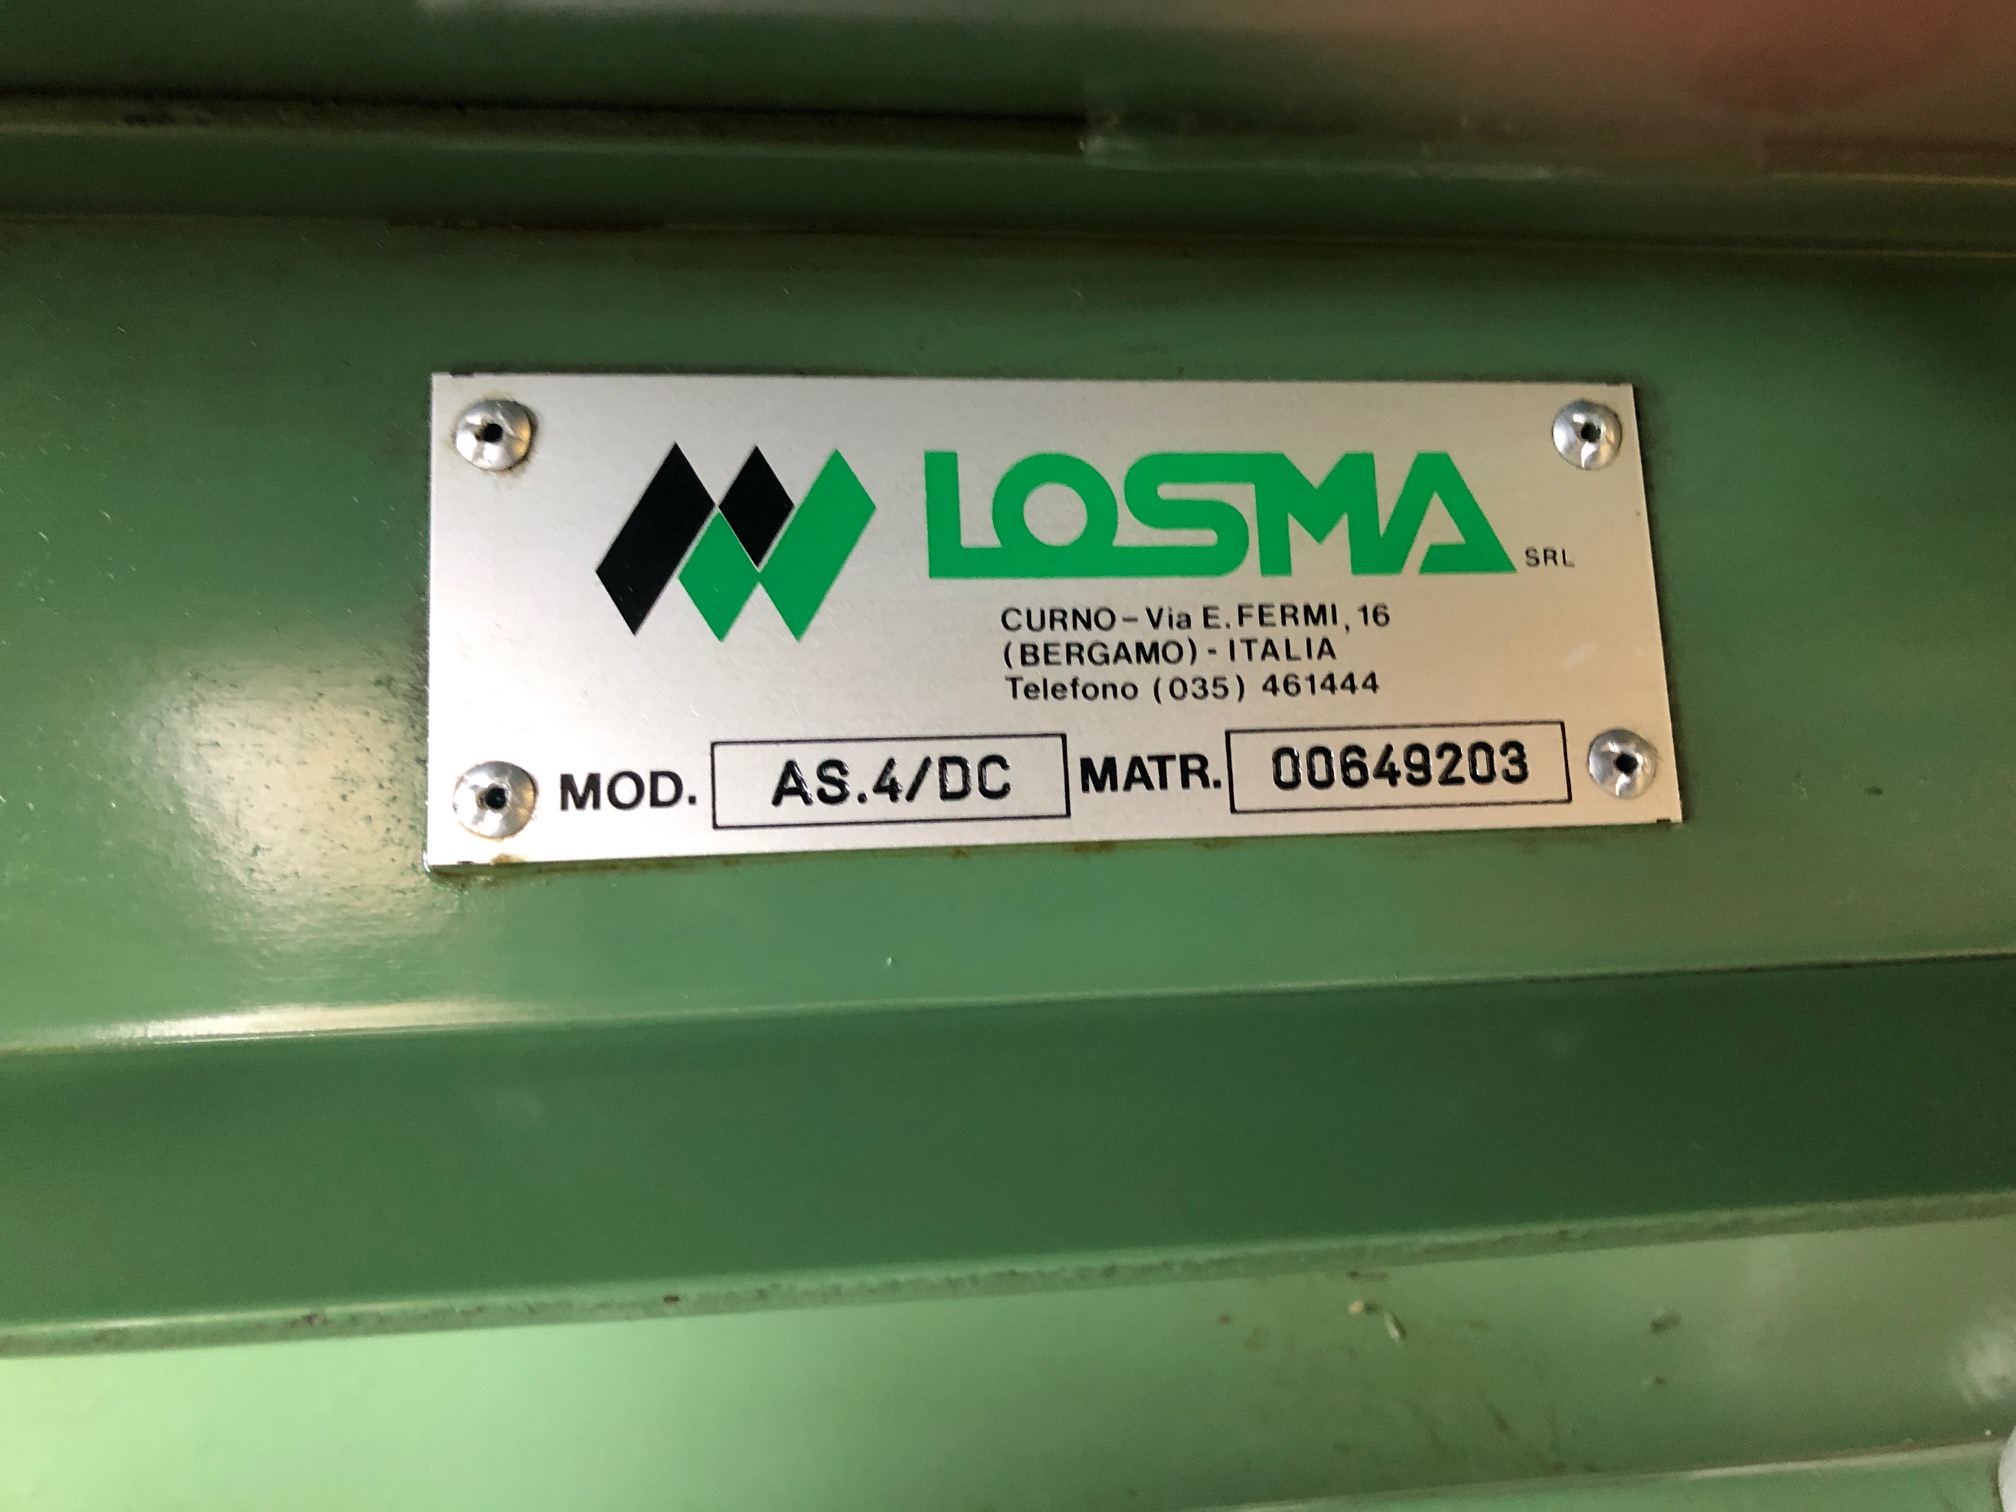 LOSMA SRL
CURNO - Via E. FERMI, 16
(BERGAMO) - ITALIA
Telefono (035) 461444
MOD. AS.4/DC MATR. 00649203